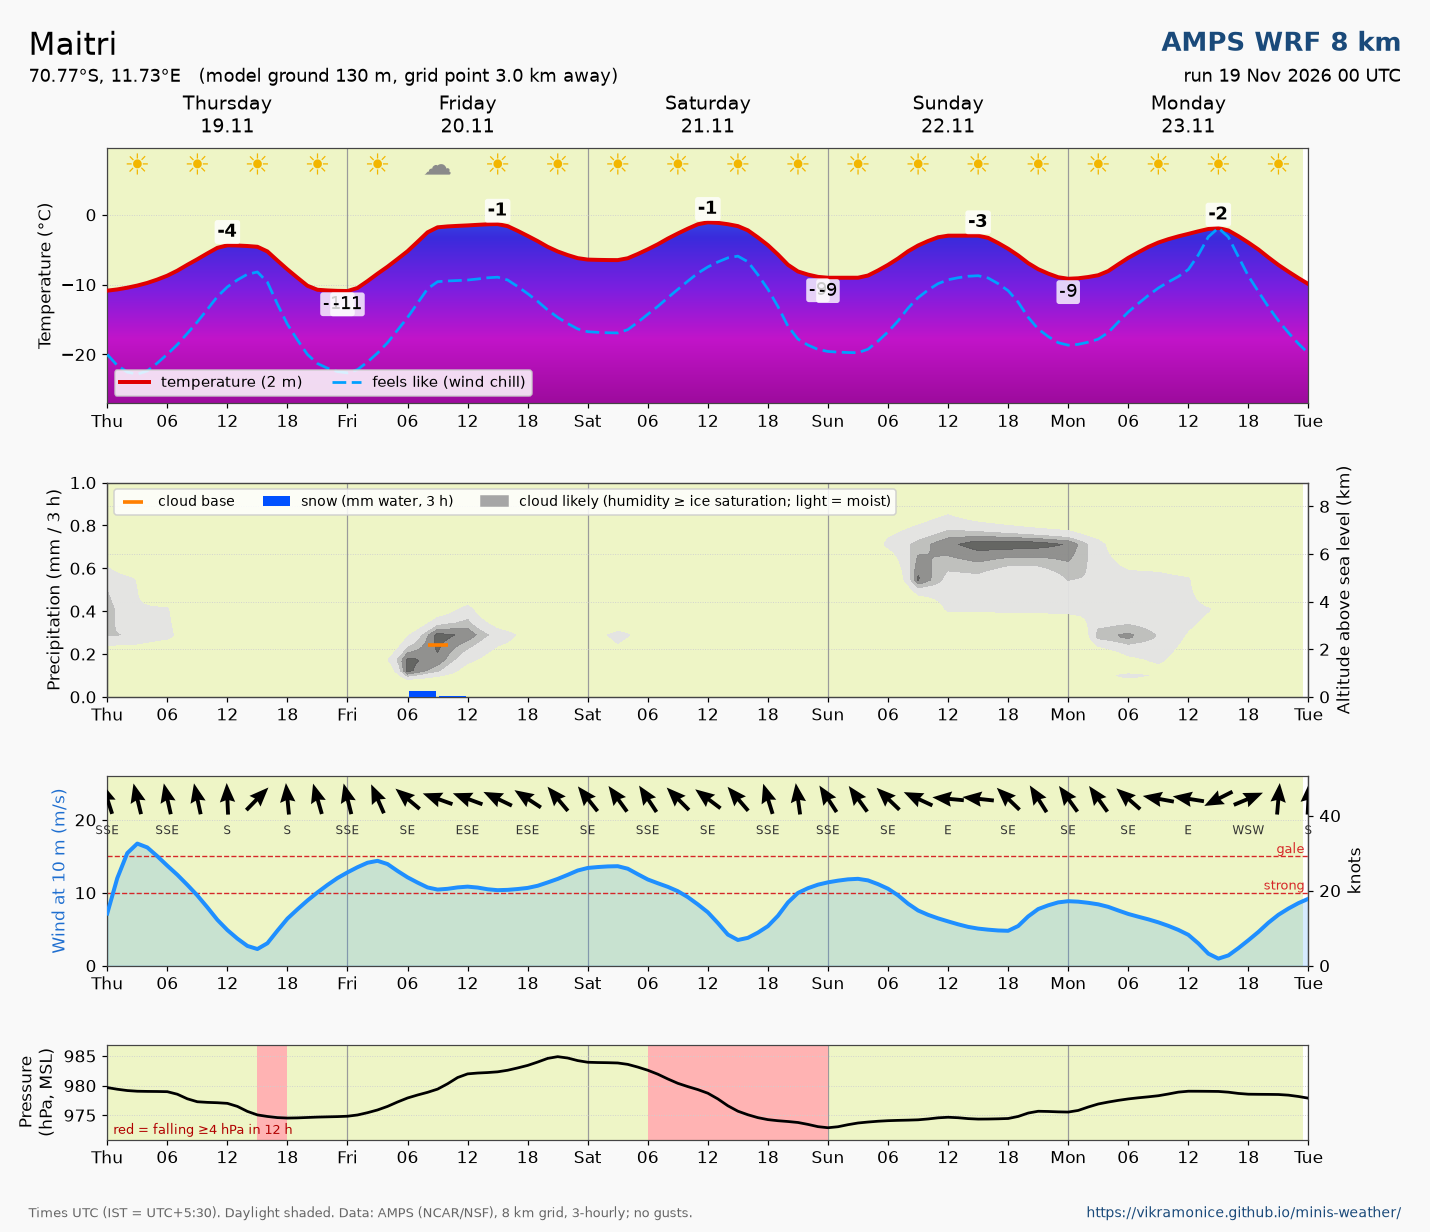 Maitri
AMPS WRF 8 km
70.77°S, 11.73°E (model ground 130 m, grid point 3.0 km away)
run 19 Nov 2026 00 UTC
Thursday Friday Saturday Sunday Monday
19.11 20.11 21.11 22.11 23.11
Temperature (°C)
0
−10
−20
-4 -1 -1 -3 -2
-11 -9 -9
temperature (2 m) feels like (wind chill)
Thu 06 12 18 Fri 06 12 18 Sat 06 12 18 Sun 06 12 18 Mon 06 12 18 Tue
Precipitation (mm / 3 h)
1.0
0.8
0.6
0.4
0.2
0.0
cloud base snow (mm water, 3 h) cloud likely (humidity ≥ ice saturation; light = moist)
8
6
4
2
0
Altitude above sea level (km)
Thu 06 12 18 Fri 06 12 18 Sat 06 12 18 Sun 06 12 18 Mon 06 12 18 Tue
Wind at 10 m (m/s)
20
10
0
SSE SSE S S SSE SE ESE ESE SE SSE SE SSE SSE SE E SE SE SE E WSW S
gale
strong
40
20
0
knots
Thu 06 12 18 Fri 06 12 18 Sat 06 12 18 Sun 06 12 18 Mon 06 12 18 Tue
Pressure
(hPa, MSL)
985
980
975
red = falling ≥4 hPa in 12 h
Thu 06 12 18 Fri 06 12 18 Sat 06 12 18 Sun 06 12 18 Mon 06 12 18 Tue
Times UTC (IST = UTC+5:30). Daylight shaded. Data: AMPS (NCAR/NSF), 8 km grid, 3-hourly; no gusts.
https://vikramonice.github.io/minis-weather/